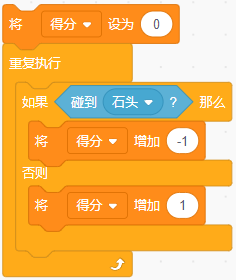 将 得分 设为 0
重复执行
如果 碰到 石头 ? 那么
将 得分 增加 -1
否则
将 得分 增加 1